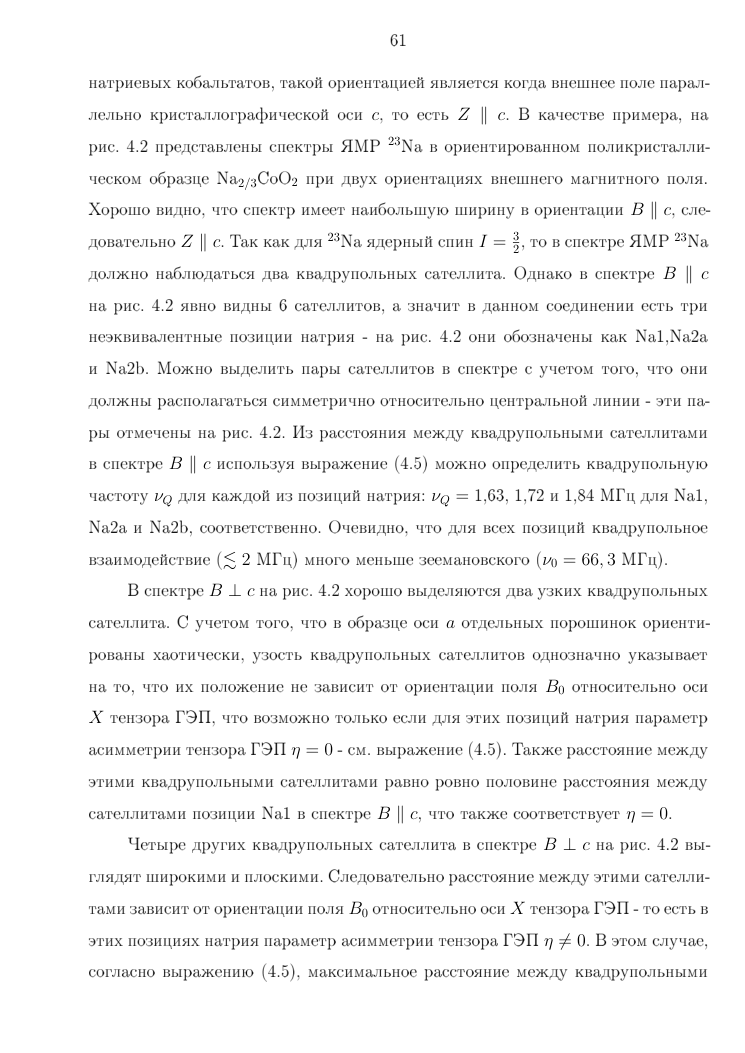 61
натриевых кобальтатов, такой ориентацией является когда внешнее поле парал-
лельно кристаллографической оси c, то есть Z ∥ c. В качестве примера, на
рис. 4.2 представлены спектры ЯМР ²³Na в ориентированном поликристалли-
ческом образце Na₂/₃CoO₂ при двух ориентациях внешнего магнитного поля.
Хорошо видно, что спектр имеет наибольшую ширину в ориентации B ∥ c, сле-
довательно Z ∥ c. Так как для ²³Na ядерный спин I = 3/2, то в спектре ЯМР ²³Na
должно наблюдаться два квадрупольных сателлита. Однако в спектре B ∥ c
на рис. 4.2 явно видны 6 сателлитов, а значит в данном соединении есть три
неэквивалентные позиции натрия - на рис. 4.2 они обозначены как Na1,Na2a
и Na2b. Можно выделить пары сателлитов в спектре с учетом того, что они
должны располагаться симметрично относительно центральной линии - эти па-
ры отмечены на рис. 4.2. Из расстояния между квадрупольными сателлитами
в спектре B ∥ c используя выражение (4.5) можно определить квадрупольную
частоту ν_Q для каждой из позиций натрия: ν_Q = 1,63, 1,72 и 1,84 МГц для Na1,
Na2a и Na2b, соответственно. Очевидно, что для всех позиций квадрупольное
взаимодействие (≲ 2 МГц) много меньше зеемановского (ν₀ = 66, 3 МГц).
В спектре B ⊥ c на рис. 4.2 хорошо выделяются два узких квадрупольных
сателлита. С учетом того, что в образце оси a отдельных порошинок ориенти-
рованы хаотически, узость квадрупольных сателлитов однозначно указывает
на то, что их положение не зависит от ориентации поля B₀ относительно оси
X тензора ГЭП, что возможно только если для этих позиций натрия параметр
асимметрии тензора ГЭП η = 0 - см. выражение (4.5). Также расстояние между
этими квадрупольными сателлитами равно ровно половине расстояния между
сателлитами позиции Na1 в спектре B ∥ c, что также соответствует η = 0.
Четыре других квадрупольных сателлита в спектре B ⊥ c на рис. 4.2 вы-
глядят широкими и плоскими. Следовательно расстояние между этими сателли-
тами зависит от ориентации поля B₀ относительно оси X тензора ГЭП - то есть в
этих позициях натрия параметр асимметрии тензора ГЭП η ≠ 0. В этом случае,
согласно выражению (4.5), максимальное расстояние между квадрупольными